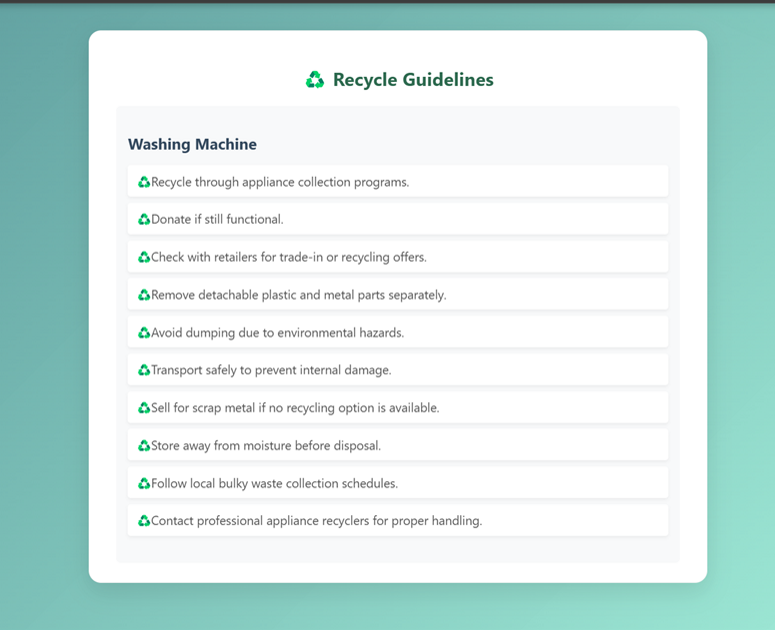 ♻ Recycle Guidelines
Washing Machine
♻Recycle through appliance collection programs.
♻Donate if still functional.
♻Check with retailers for trade-in or recycling offers.
♻Remove detachable plastic and metal parts separately.
♻Avoid dumping due to environmental hazards.
♻Transport safely to prevent internal damage.
♻Sell for scrap metal if no recycling option is available.
♻Store away from moisture before disposal.
♻Follow local bulky waste collection schedules.
♻Contact professional appliance recyclers for proper handling.